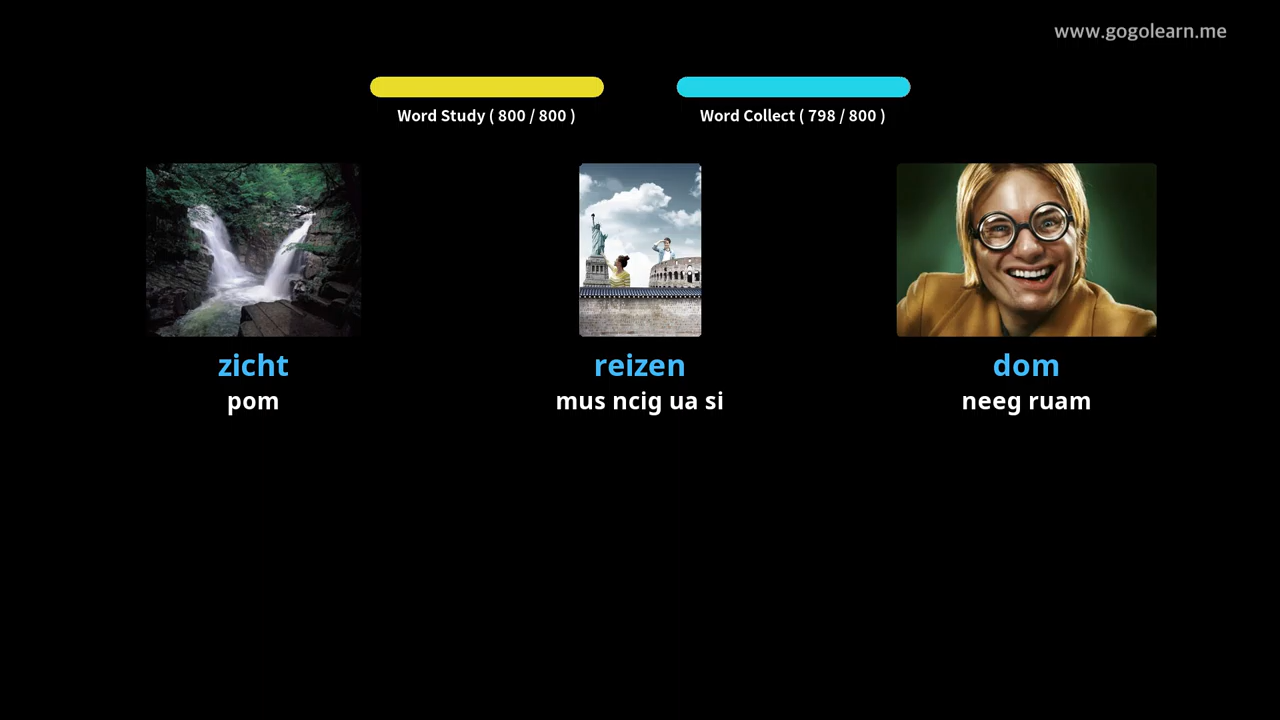 www.gogolearn.me
Word Study ( 800 / 800 )
Word Collect ( 798 / 800 )
zicht
pom
reizen
mus ncig ua si
dom
neeg ruam